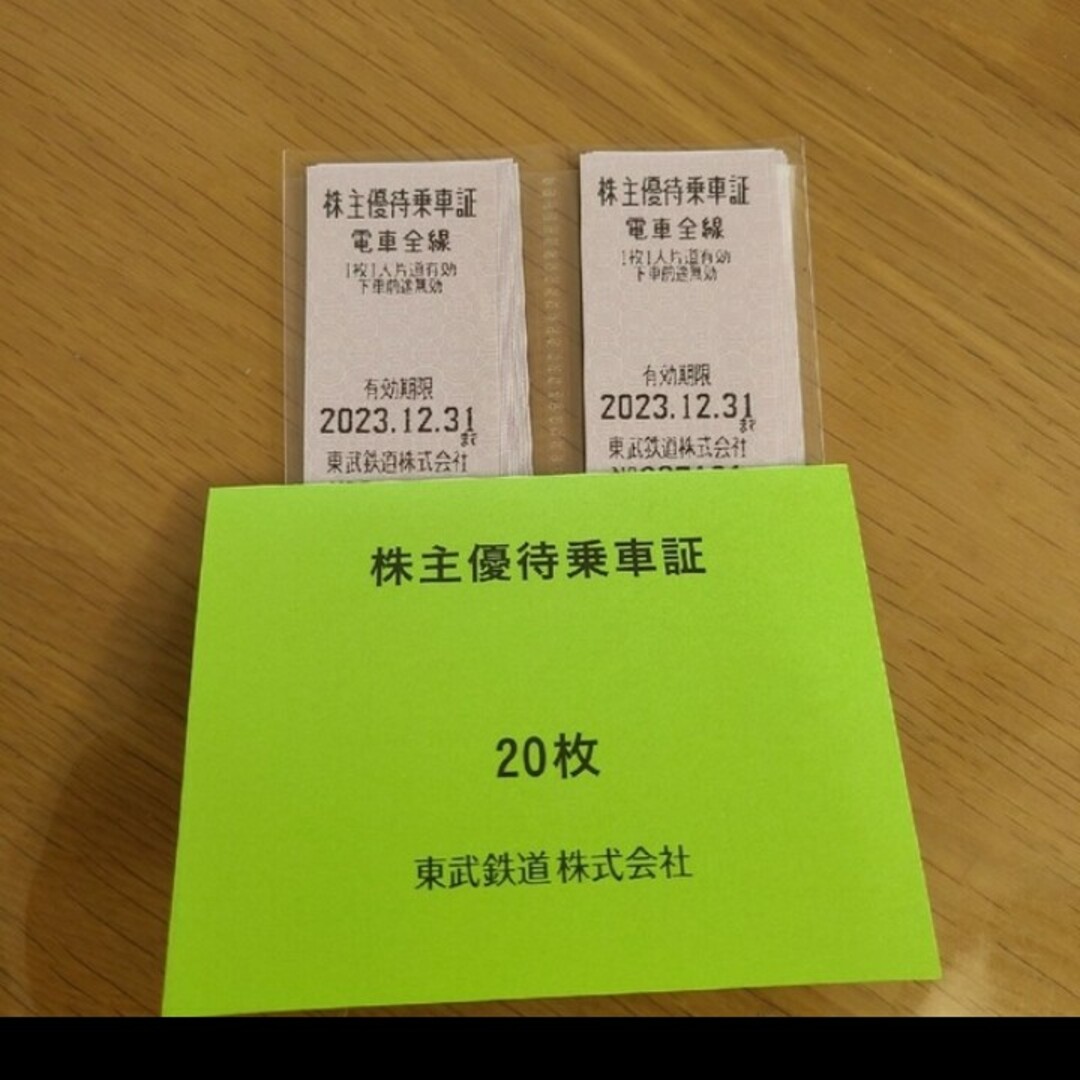 株主優待乗車証
電車全線
1枚1人片道有効
下車前途無効
有効期限
2023.12.31
まで
東武鉄道株式会社
株主優待乗車証
電車全線
1枚1人片道有効
下車前途無効
有効期限
2023.12.31
まで
東武鉄道株式会社
株主優待乗車証
20枚
東武鉄道株式会社